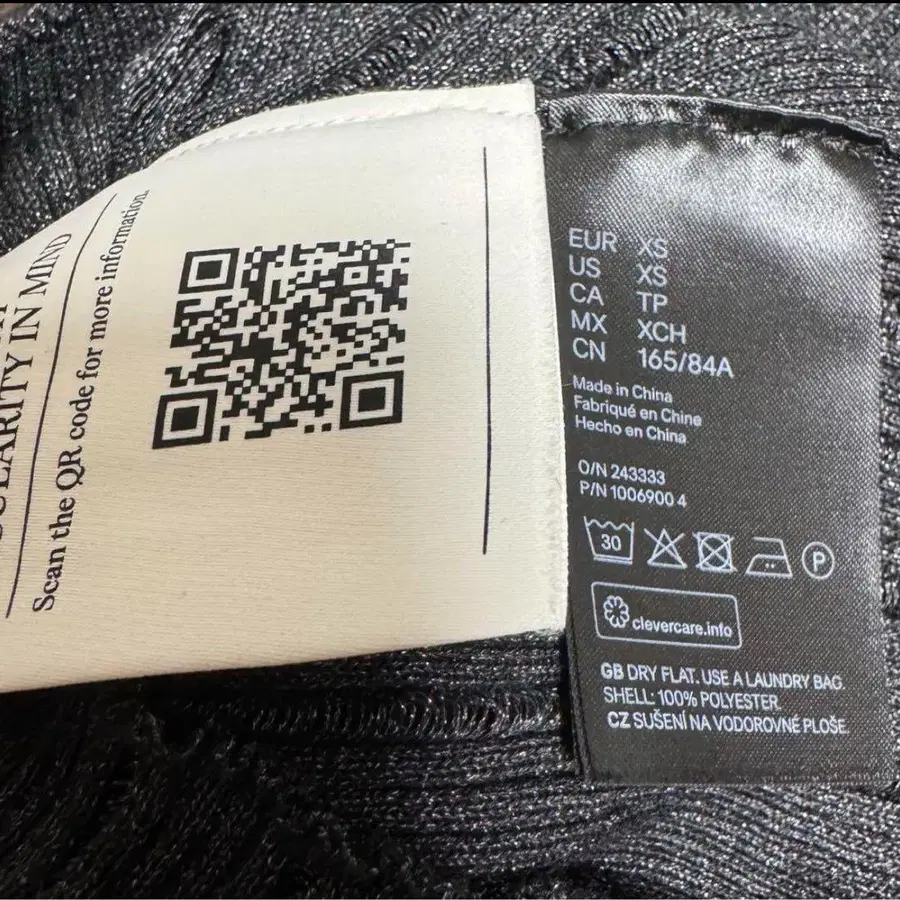 ULARITY IN MIND
Scan the QR code for more information.
EUR XS
US XS
CA TP
MX XCH
CN 165/84A
Made in China
Fabriqué en Chine
Hecho en China
O/N 243333
P/N 1006900 4
30
P
clevercare.info
GB DRY FLAT. USE A LAUNDRY BAG.
SHELL: 100% POLYESTER
CZ SUŠENÍ NA VODOROVNÉ PLOŠE.